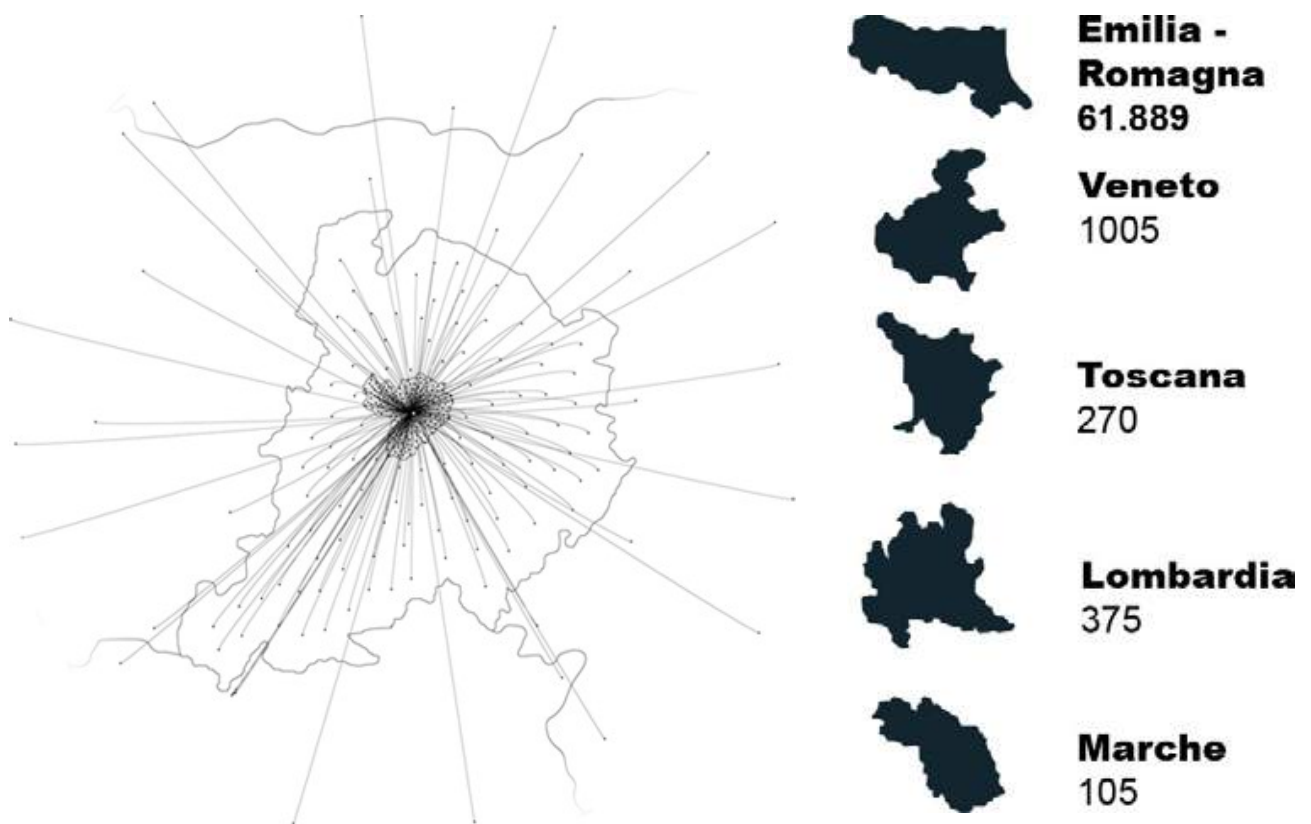 Emilia -
Romagna
61.889
Veneto
1005
Toscana
270
Lombardia
375
Marche
105